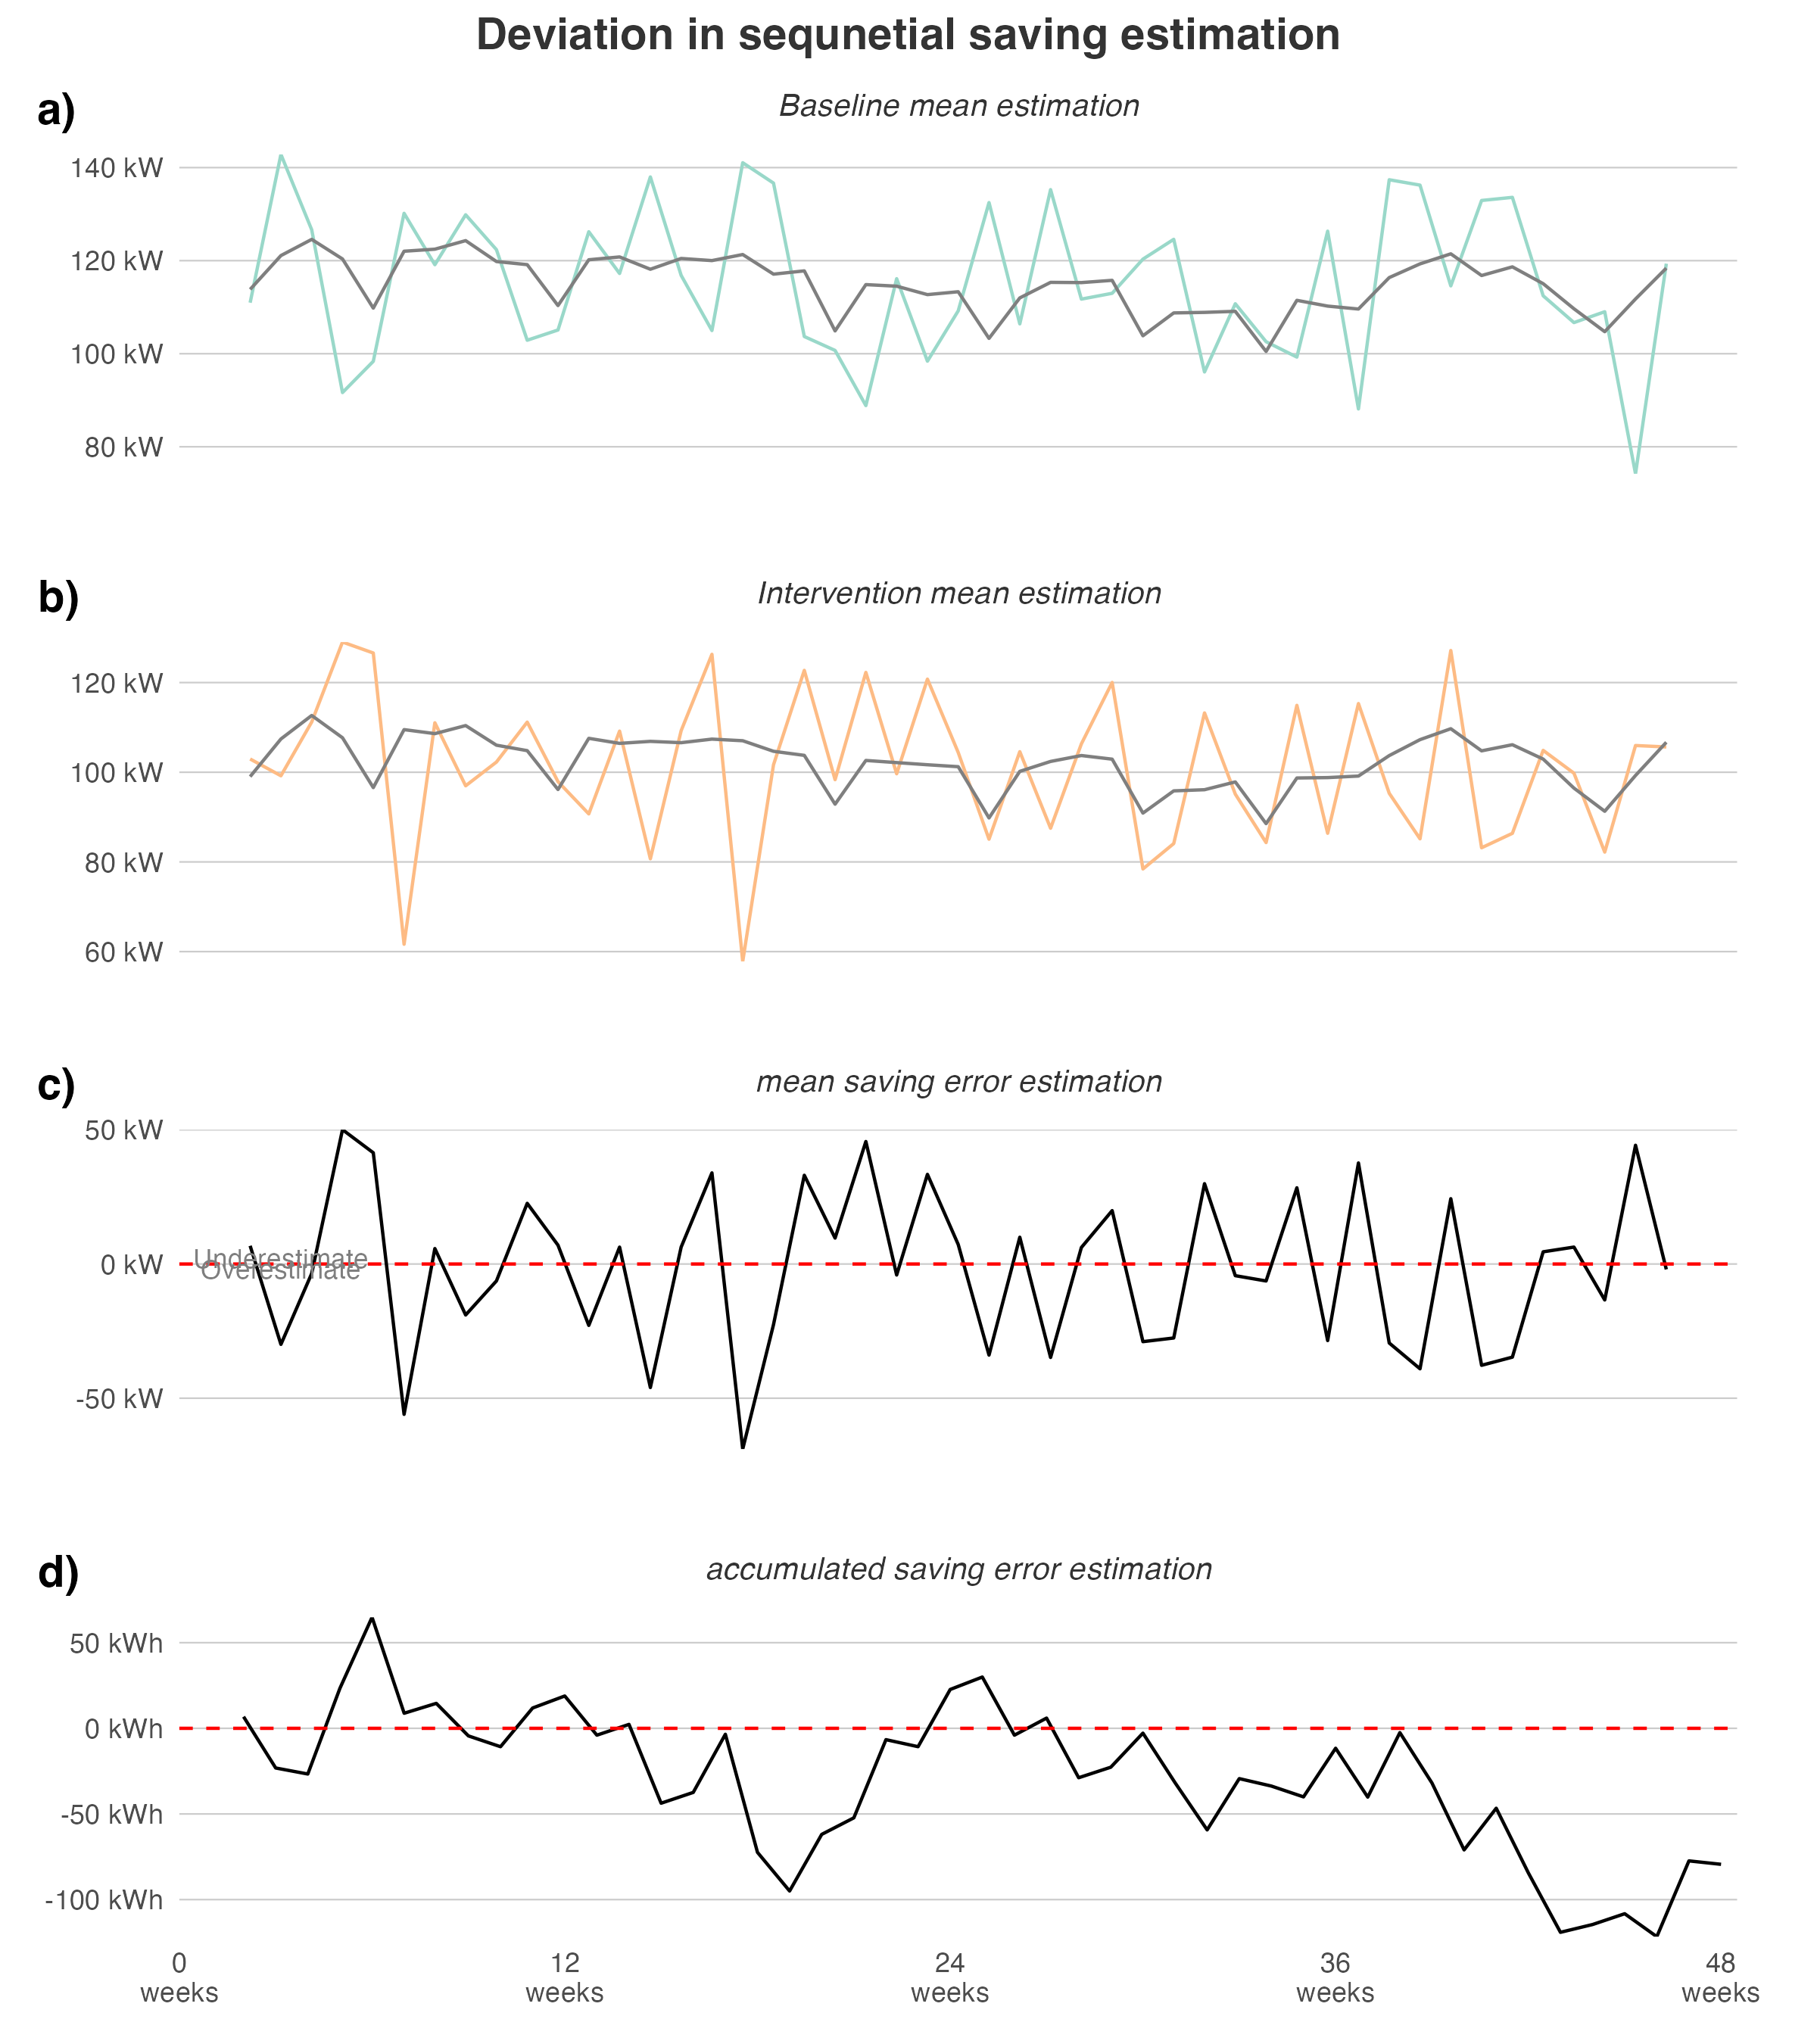 Deviation in sequnetial saving estimation
a)
Baseline mean estimation
140 kW
120 kW
100 kW
80 kW
b)
Intervention mean estimation
120 kW
100 kW
80 kW
60 kW
c)
mean saving error estimation
50 kW
Underestimate
0 kW
Overestimate
-50 kW
d)
accumulated saving error estimation
50 kWh
0 kWh
-50 kWh
-100 kWh
0 12 24 36 48
weeks weeks weeks weeks weeks